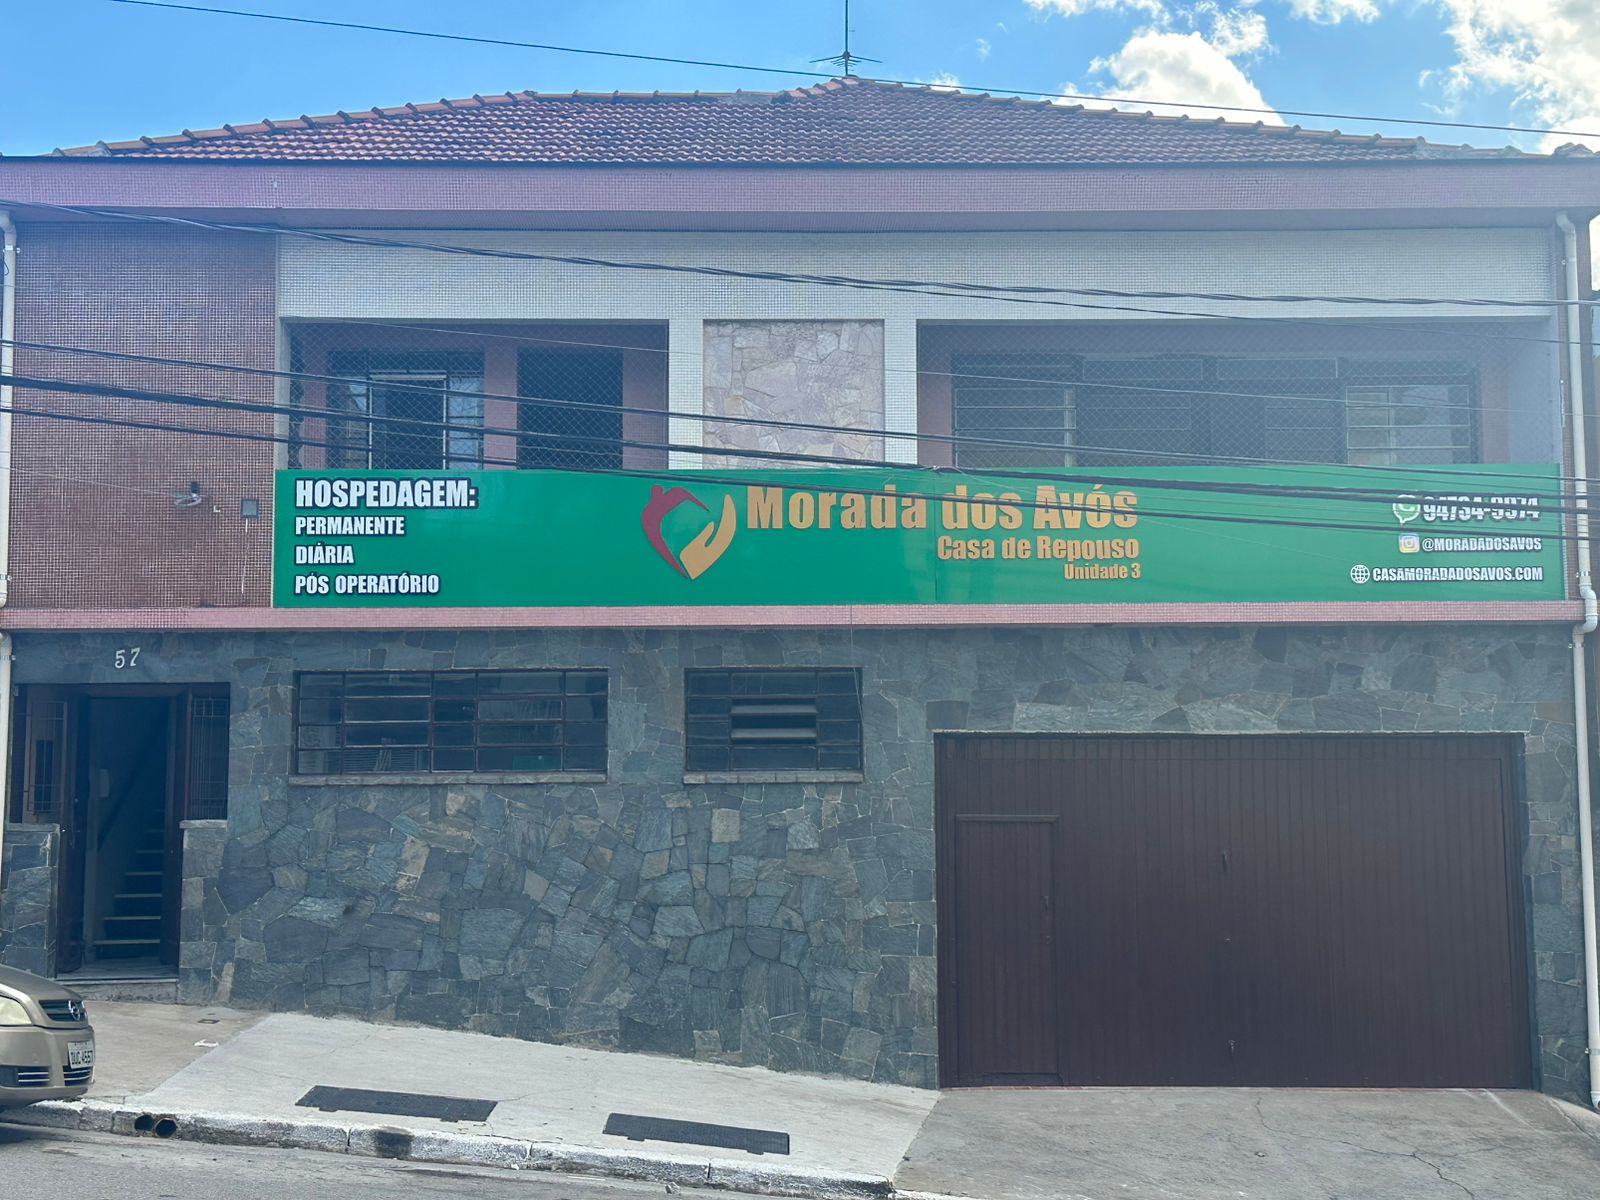 HOSPEDAGEM:
PERMANENTE
DIÁRIA
PÓS OPERATÓRIO
Morada dos Avós
Casa de Repouso
Unidade 3
94734-9974
@MORADADOSAVOS
CASAMORADADOSAVOS.COM
57